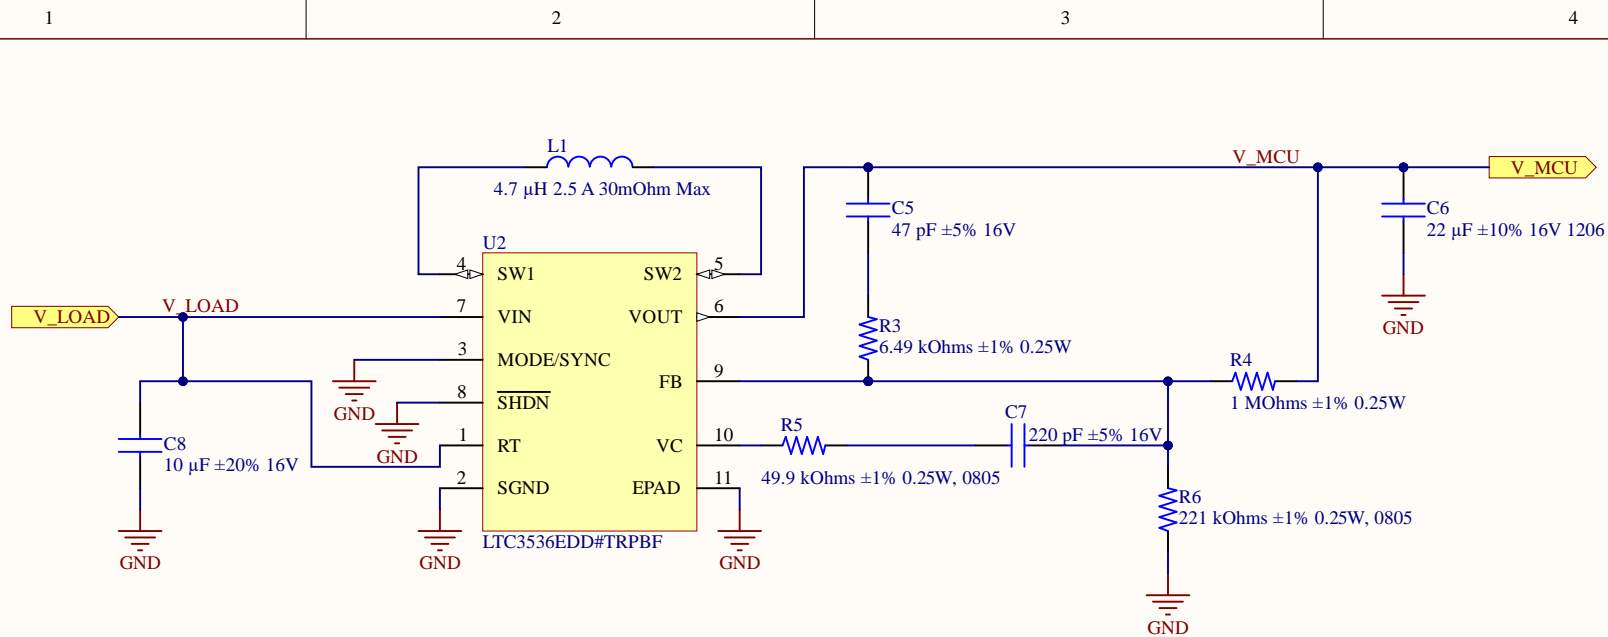 1 2 3 4
L1
4.7 µH 2.5 A 30mOhm Max
V_MCU
V_MCU
C5
47 pF ±5% 16V
C6
22 µF ±10% 16V 1206
GND
U2
4 SW1 SW2 5
V_LOAD
V_LOAD
7 VIN VOUT 6
3 MODE/SYNC
GND
R3
6.49 kOhms ±1% 0.25W
8 SHDN
GND
FB 9
R4
1 MOhms ±1% 0.25W
C8
10 µF ±20% 16V
GND
1 RT VC 10
R5
49.9 kOhms ±1% 0.25W, 0805
C7
220 pF ±5% 16V
2 SGND EPAD 11
GND
GND
LTC3536EDD#TRPBF
R6
221 kOhms ±1% 0.25W, 0805
GND